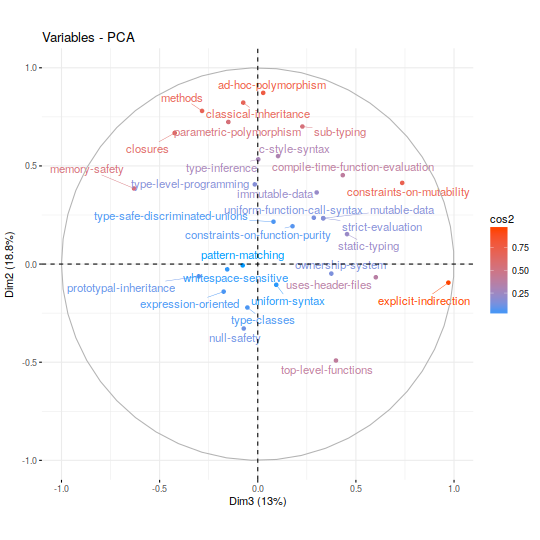 Variables - PCA
1.0
ad-hoc-polymorphism
methods
classical-inheritance
parametric-polymorphism
sub-typing
closures
c-style-syntax
0.5
memory-safety
type-inference
compile-time-function-evaluation
type-level-programming
immutable-data
constraints-on-mutability
uniform-function-call-syntax
mutable-data
type-safe-discriminated-unions
strict-evaluation
constraints-on-function-purity
static-typing
cos2
0.75
0.50
0.25
pattern-matching
0.0
ownership-system
whitespace-sensitive
prototypal-inheritance
uses-header-files
expression-oriented
uniform-syntax
explicit-indirection
type-classes
null-safety
top-level-functions
-0.5
-1.0
-1.0 -0.5 0.0 0.5 1.0
Dim3 (13%)
Dim2 (18.8%)